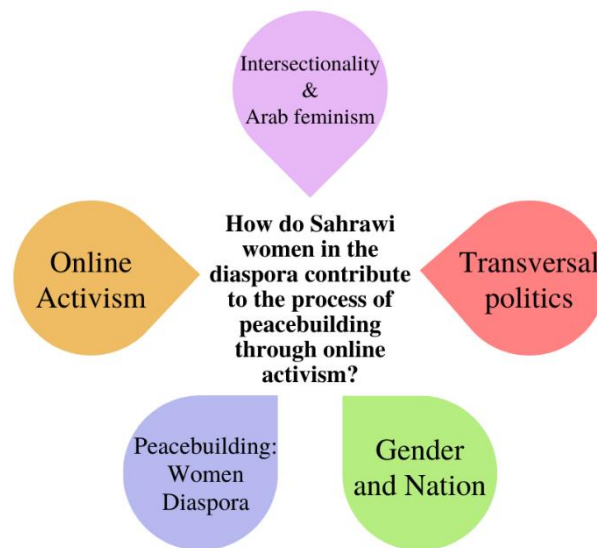 Intersectionality
&
Arab feminism
How do Sahrawi
women in the
diaspora contribute
to the process of
peacebuilding
through online
activism?
Online
Activism
Transversal
politics
Peacebuilding:
Women
Diaspora
Gender
and Nation